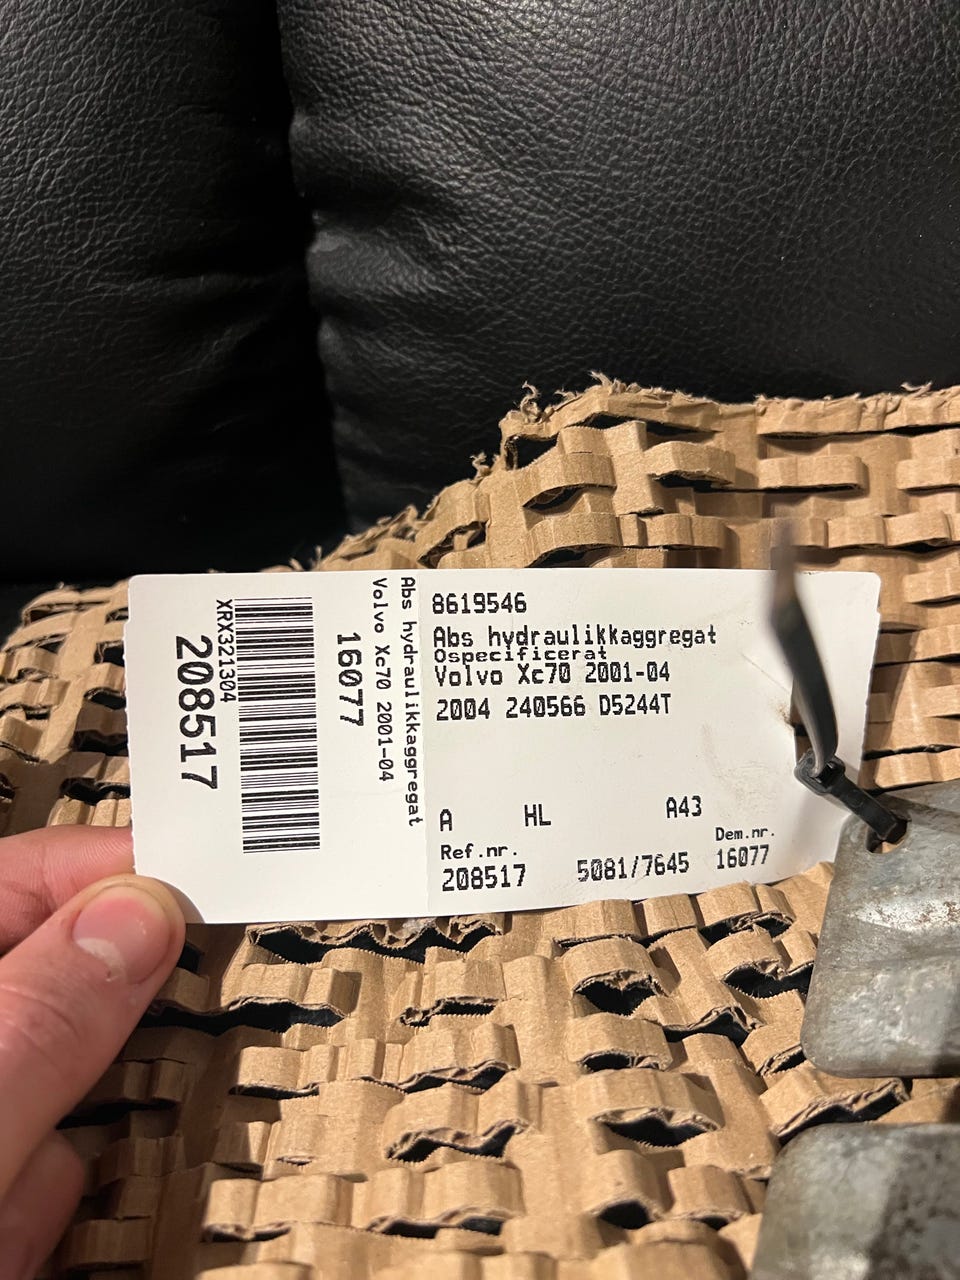 8619546
Abs hydraulikkaggregat
Ospecificerat
Volvo Xc70 2001-04
2004 240566 D5244T
A HL A43
Ref.nr. Dem.nr.
208517 5081/7645 16077
Abs hydraulikkaggregat
Volvo Xc70 2001-04
16077
XRX321304
208517